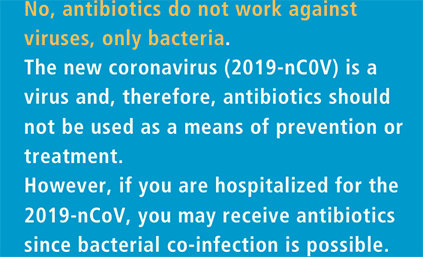 No, antibiotics do not work against
viruses, only bacteria.
The new coronavirus (2019-nC0V) is a
virus and, therefore, antibiotics should
not be used as a means of prevention or
treatment.
However, if you are hospitalized for the
2019-nCoV, you may receive antibiotics
since bacterial co-infection is possible.